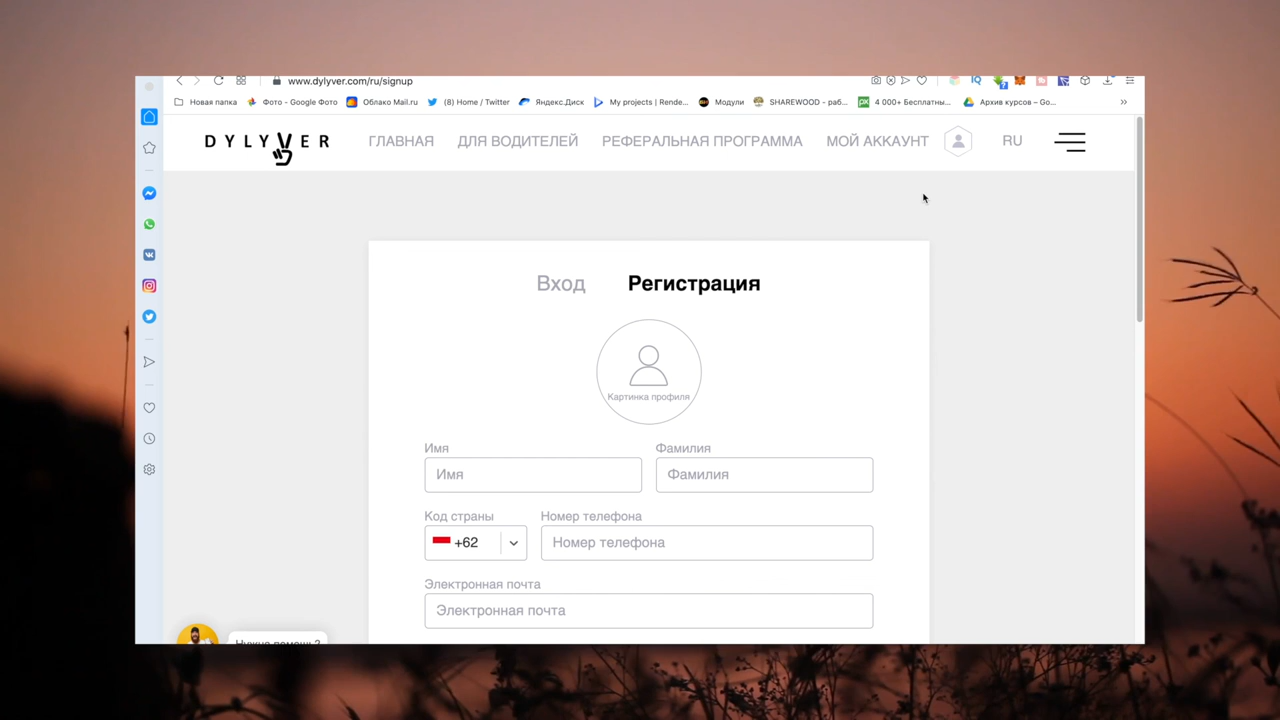 www.dylyver.com/ru/signup
Новая папка
Фото - Google Фото
Облако Mail.ru
(8) Home / Twitter
Яндекс.Диск
My projects | Rende...
Модули
SHAREWOOD - раб...
4 000+ Бесплатны...
Архив курсов – Go...
DYLYVER
ГЛАВНАЯ
ДЛЯ ВОДИТЕЛЕЙ
РЕФЕРАЛЬНАЯ ПРОГРАММА
МОЙ АККАУНТ
RU
Вход
Регистрация
Картинка профиля
Имя
Фамилия
Имя
Фамилия
Код страны
Номер телефона
+62
Номер телефона
Электронная почта
Электронная почта
Нужна помощь?